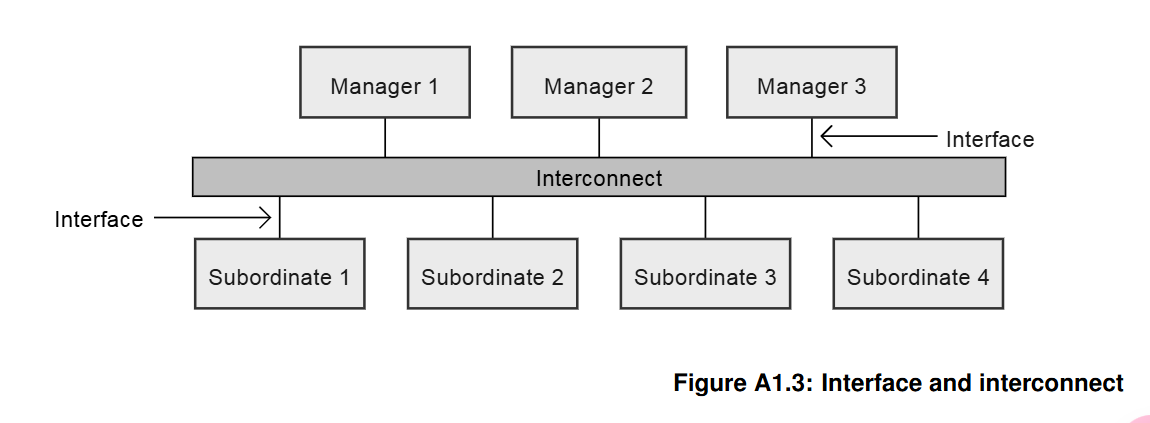 Manager 1
Manager 2
Manager 3
Interface
Interconnect
Interface
Subordinate 1
Subordinate 2
Subordinate 3
Subordinate 4
Figure A1.3: Interface and interconnect